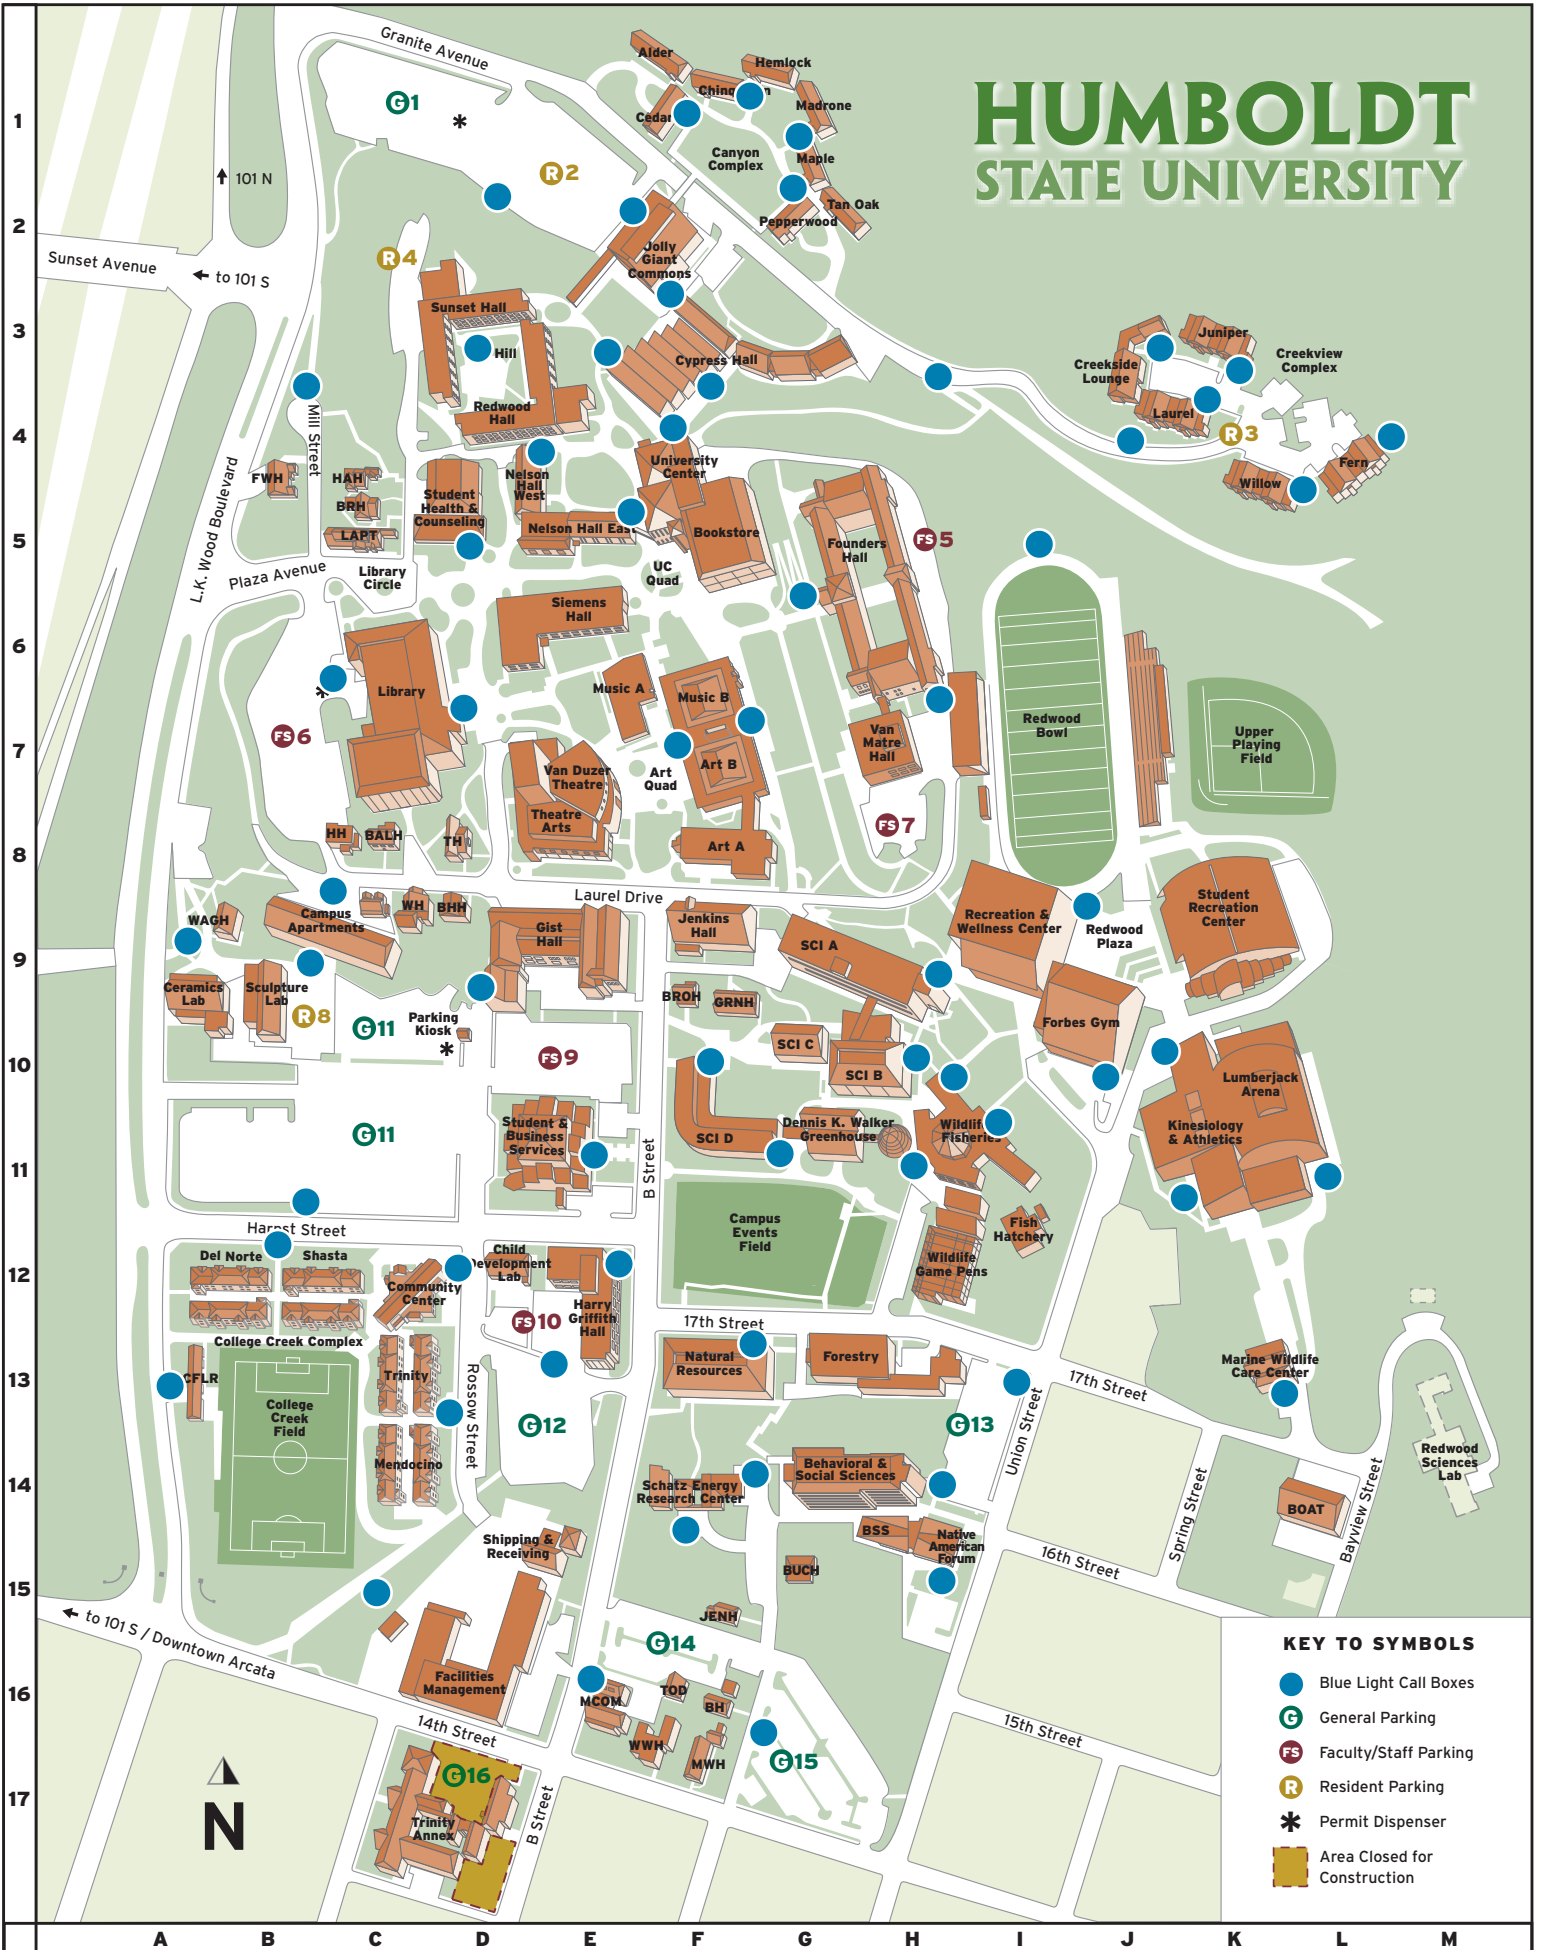 HUMBOLDT
STATE UNIVERSITY
Granite Avenue
Alder
Hemlock
Madrone
Cedar
Canyon
Complex
Maple
Tan Oak
Pepperwood
G1
R2
101 N
Sunset Avenue
to 101 S
R4
Jolly
Giant
Commons
Sunset Hall
Hill
Redwood
Hall
Cypress Hall
Juniper
Creekside
Lounge
Creekview
Complex
Laurel
R3
Fern
Willow
Mill Street
L.K. Wood Boulevard
FWH
HAH
BRH
LAPT
Student
Health &
Counseling
Nelson
Hall
West
Nelson Hall East
University
Center
Bookstore
Founders
Hall
FS5
Plaza Avenue
Library
Circle
UC
Quad
Siemens
Hall
Library
Music A
Music B
Van
Matre
Hall
Redwood
Bowl
Upper
Playing
Field
FS6
Van Duzer
Theatre
Theatre
Arts
Art
Quad
Art B
Art A
FS7
HH
BALH
TH
Laurel Drive
WAGH
Campus
Apartments
WH
BHH
Gist
Hall
Jenkins
Hall
SCI A
Recreation &
Wellness Center
Redwood
Plaza
Student
Recreation
Center
Ceramics
Lab
Sculpture
Lab
R8
G11
Parking
Kiosk
BROH
GRNH
Forbes Gym
FS9
SCI C
SCI B
Lumberjack
Arena
G11
Student &
Business
Services
B Street
SCI D
Dennis K. Walker
Greenhouse
Wildlife
Fisheries
Kinesiology
& Athletics
Harpst Street
Campus
Events
Field
Fish
Hatchery
Wildlife
Game Pens
Del Norte
Shasta
Community
Center
Child
Development
Lab
Harry
Griffith
Hall
FS10
College Creek Complex
17th Street
Natural
Resources
Forestry
CFLR
College
Creek
Field
Trinity
Rossow Street
Mendocino
G12
G13
Union Street
17th Street
Marine Wildlife
Care Center
Redwood
Sciences
Lab
Behavioral &
Social Sciences
Schatz Energy
Research Center
BSS
Native
American
Forum
Spring Street
BOAT
Bayview Street
Shipping &
Receiving
BUCH
16th Street
JENH
to 101 S / Downtown Arcata
G14
Facilities
Management
MCOM
TOD
BH
WWH
MWH
G15
14th Street
15th Street
G16
Trinity
Annex
B Street
N
KEY TO SYMBOLS
Blue Light Call Boxes
G General Parking
FS Faculty/Staff Parking
R Resident Parking
* Permit Dispenser
Area Closed for
Construction
1
2
3
4
5
6
7
8
9
10
11
12
13
14
15
16
17
A B C D E F G H I J K L M